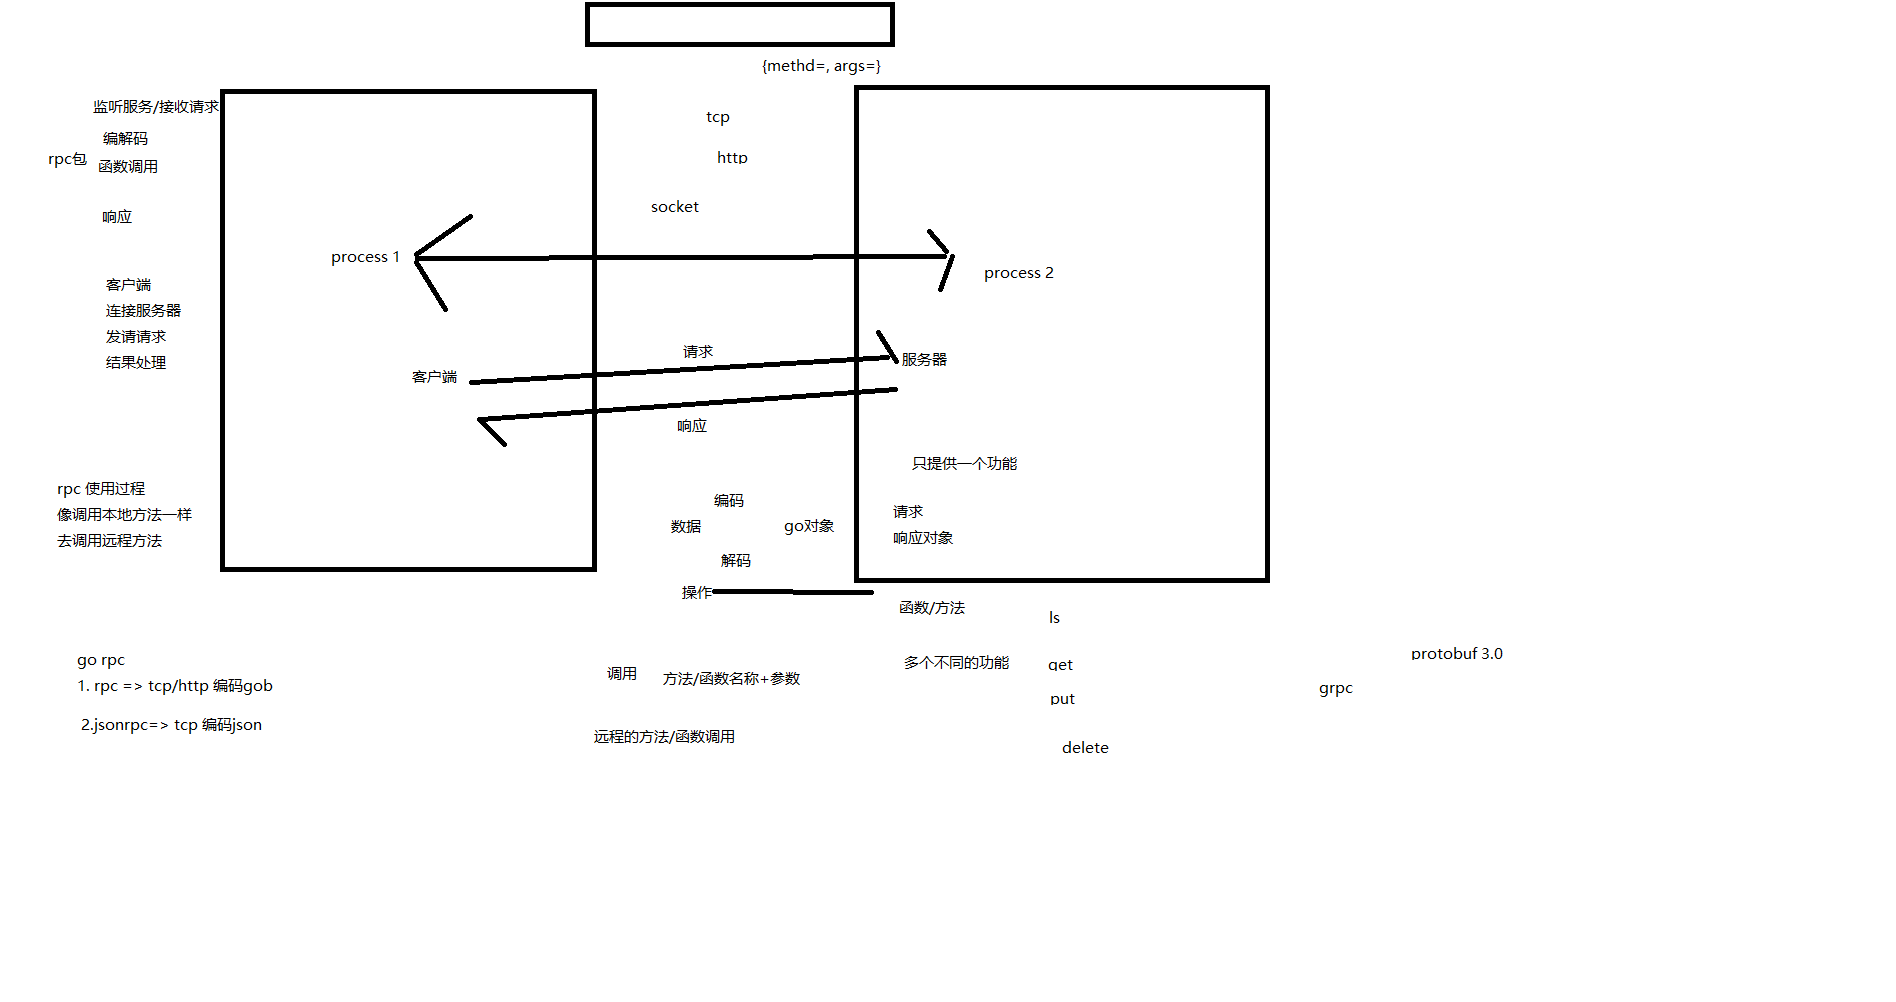 {methd=, args=}
监听服务/接收请求
编解码
rpc包
函数调用
响应
tcp
http
socket
process 1
process 2
客户端
连接服务器
发请请求
结果处理
请求
客户端
服务器
响应
只提供一个功能
rpc 使用过程
像调用本地方法一样
去调用远程方法
编码
数据
go对象
解码
请求
响应对象
操作
函数/方法
ls
多个不同的功能
get
put
delete
调用
方法/函数名称+参数
远程的方法/函数调用
go rpc
1. rpc => tcp/http 编码gob
2.jsonrpc=> tcp 编码json
protobuf 3.0
grpc